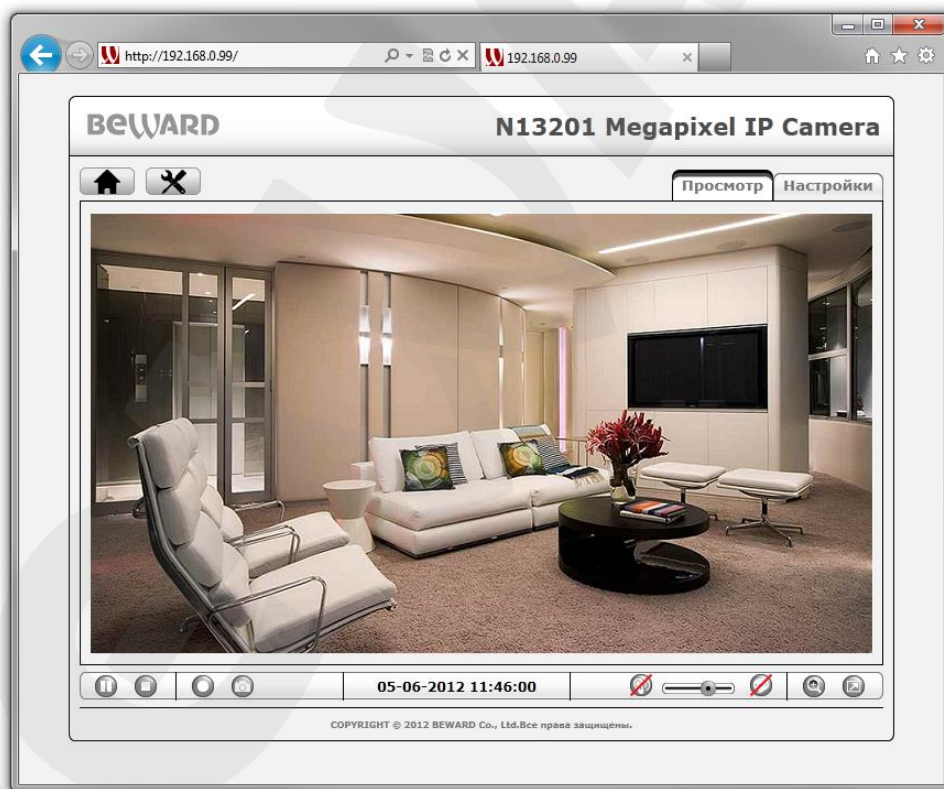 http://192.168.0.99/
192.168.0.99
BEWARD
N13201 Megapixel IP Camera
Просмотр
Настройки
05-06-2012 11:46:00
COPYRIGHT © 2012 BEWARD Co., Ltd.Все права защищены.